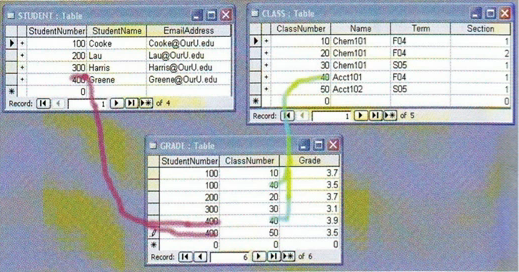 STUDENT : Table
StudentNumber StudentName EmailAddress
+ 100 Cooke Cooke@OurU.edu
+ 200 Lau Lau@OurU.edu
+ 300 Harris Harris@OurU.edu
+ 400 Greene Greene@OurU.edu
* 0
Record: 1 of 4
CLASS : Table
ClassNumber Name Term Section
+ 10 Chem101 F04 1
+ 20 Chem101 F04 2
+ 30 Chem101 S05 1
+ 40 Acct101 F04 1
+ 50 Acct102 S05 1
* 0 0
Record: 1 of 5
GRADE : Table
StudentNumber ClassNumber Grade
100 10 3.7
100 40 3.5
200 20 3.7
300 30 3.1
400 40 3.9
400 50 3.5
* 0 0 0
Record: 6 of 6